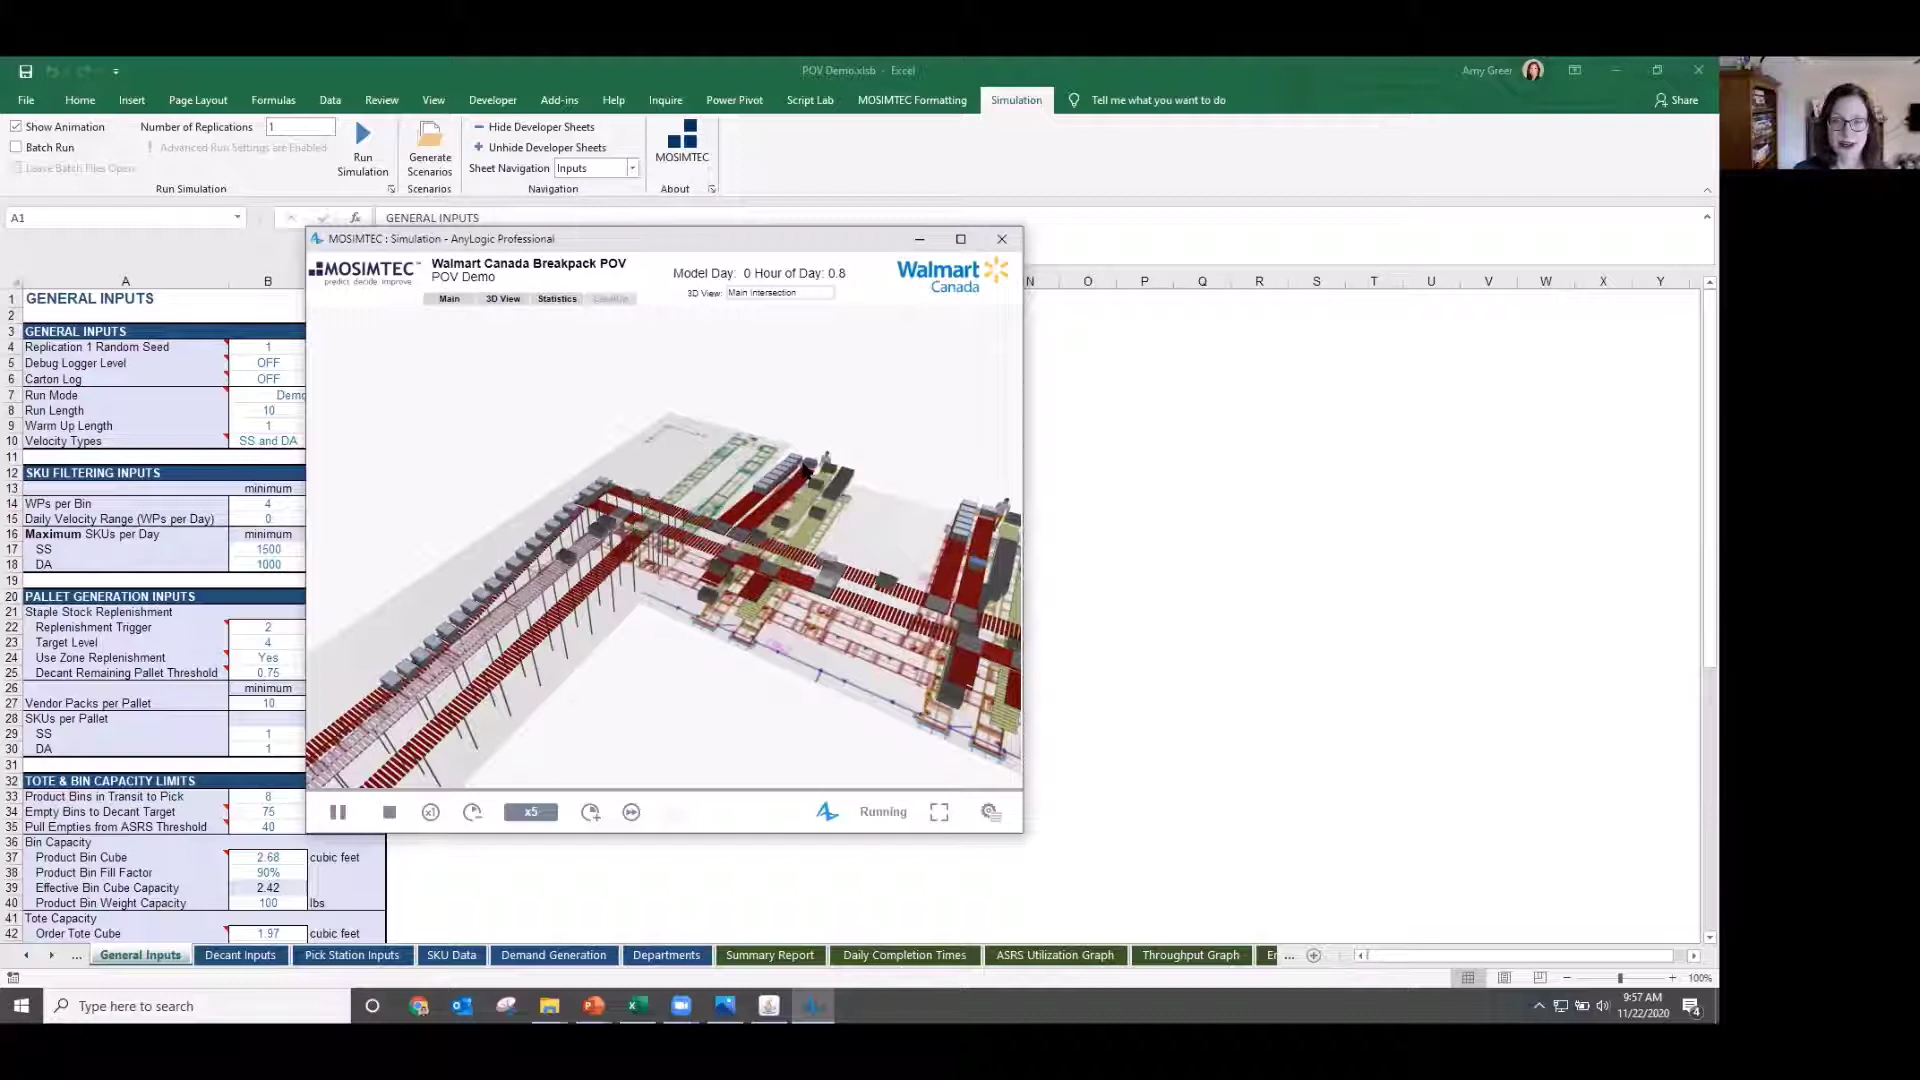 POV Demo.xlsb - Excel
Amy Greer
File Home Insert Page Layout Formulas Data Review View Developer Add-ins Help Inquire Power Pivot Script Lab MOSIMTEC Formatting Simulation Tell me what you want to do Share
Show Animation Number of Replications 1
Batch Run Advanced Run Settings are Enabled
Leave Batch Files Open
Run Simulation
Run Simulation
Generate Scenarios
Scenarios
Hide Developer Sheets
Unhide Developer Sheets
Sheet Navigation Inputs
Navigation
MOSIMTEC
About
A1 fx GENERAL INPUTS
MOSIMTEC : Simulation - AnyLogic Professional
MOSIMTEC
predict decide improve
Walmart Canada Breakpack POV
POV Demo
Model Day: 0 Hour of Day: 0.8
3D View: Main Intersection
Walmart
Canada
Main 3D View Statistics
x1 x5 Running
A B N O P Q R S T U V W X Y
1 GENERAL INPUTS
2
3 GENERAL INPUTS
4 Replication 1 Random Seed 1
5 Debug Logger Level OFF
6 Carton Log OFF
7 Run Mode Demo
8 Run Length 10
9 Warm Up Length 1
10 Velocity Types SS and DA
11
12 SKU FILTERING INPUTS
13 minimum
14 WPs per Bin 4
15 Daily Velocity Range (WPs per Day) 0
16 Maximum SKUs per Day minimum
17 SS 1500
18 DA 1000
19
20 PALLET GENERATION INPUTS
21 Staple Stock Replenishment
22 Replenishment Trigger 2
23 Target Level 4
24 Use Zone Replenishment Yes
25 Decant Remaining Pallet Threshold 0.75
26 minimum
27 Vendor Packs per Pallet 10
28 SKUs per Pallet
29 SS 1
30 DA 1
31
32 TOTE & BIN CAPACITY LIMITS
33 Product Bins in Transit to Pick 8
34 Empty Bins to Decant Target 75
35 Pull Empties from ASRS Threshold 40
36 Bin Capacity
37 Product Bin Cube 2.68 cubic feet
38 Product Bin Fill Factor 90%
39 Effective Bin Cube Capacity 2.42
40 Product Bin Weight Capacity 100 lbs
41 Tote Capacity
42 Order Tote Cube 1.97 cubic feet
... General Inputs Decant Inputs Pick Station Inputs SKU Data Demand Generation Departments Summary Report Daily Completion Times ASRS Utilization Graph Throughput Graph Er ...
100%
Type here to search
9:57 AM
11/22/2020
4